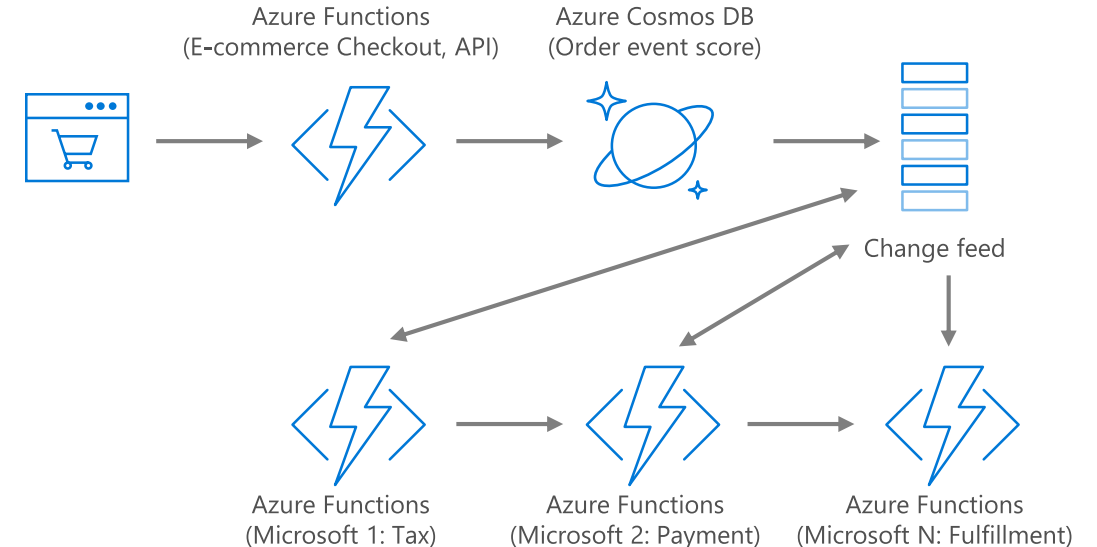 Azure Functions
(E-commerce Checkout, API)
Azure Cosmos DB
(Order event score)
Change feed
Azure Functions
(Microsoft 1: Tax)
Azure Functions
(Microsoft 2: Payment)
Azure Functions
(Microsoft N: Fulfillment)